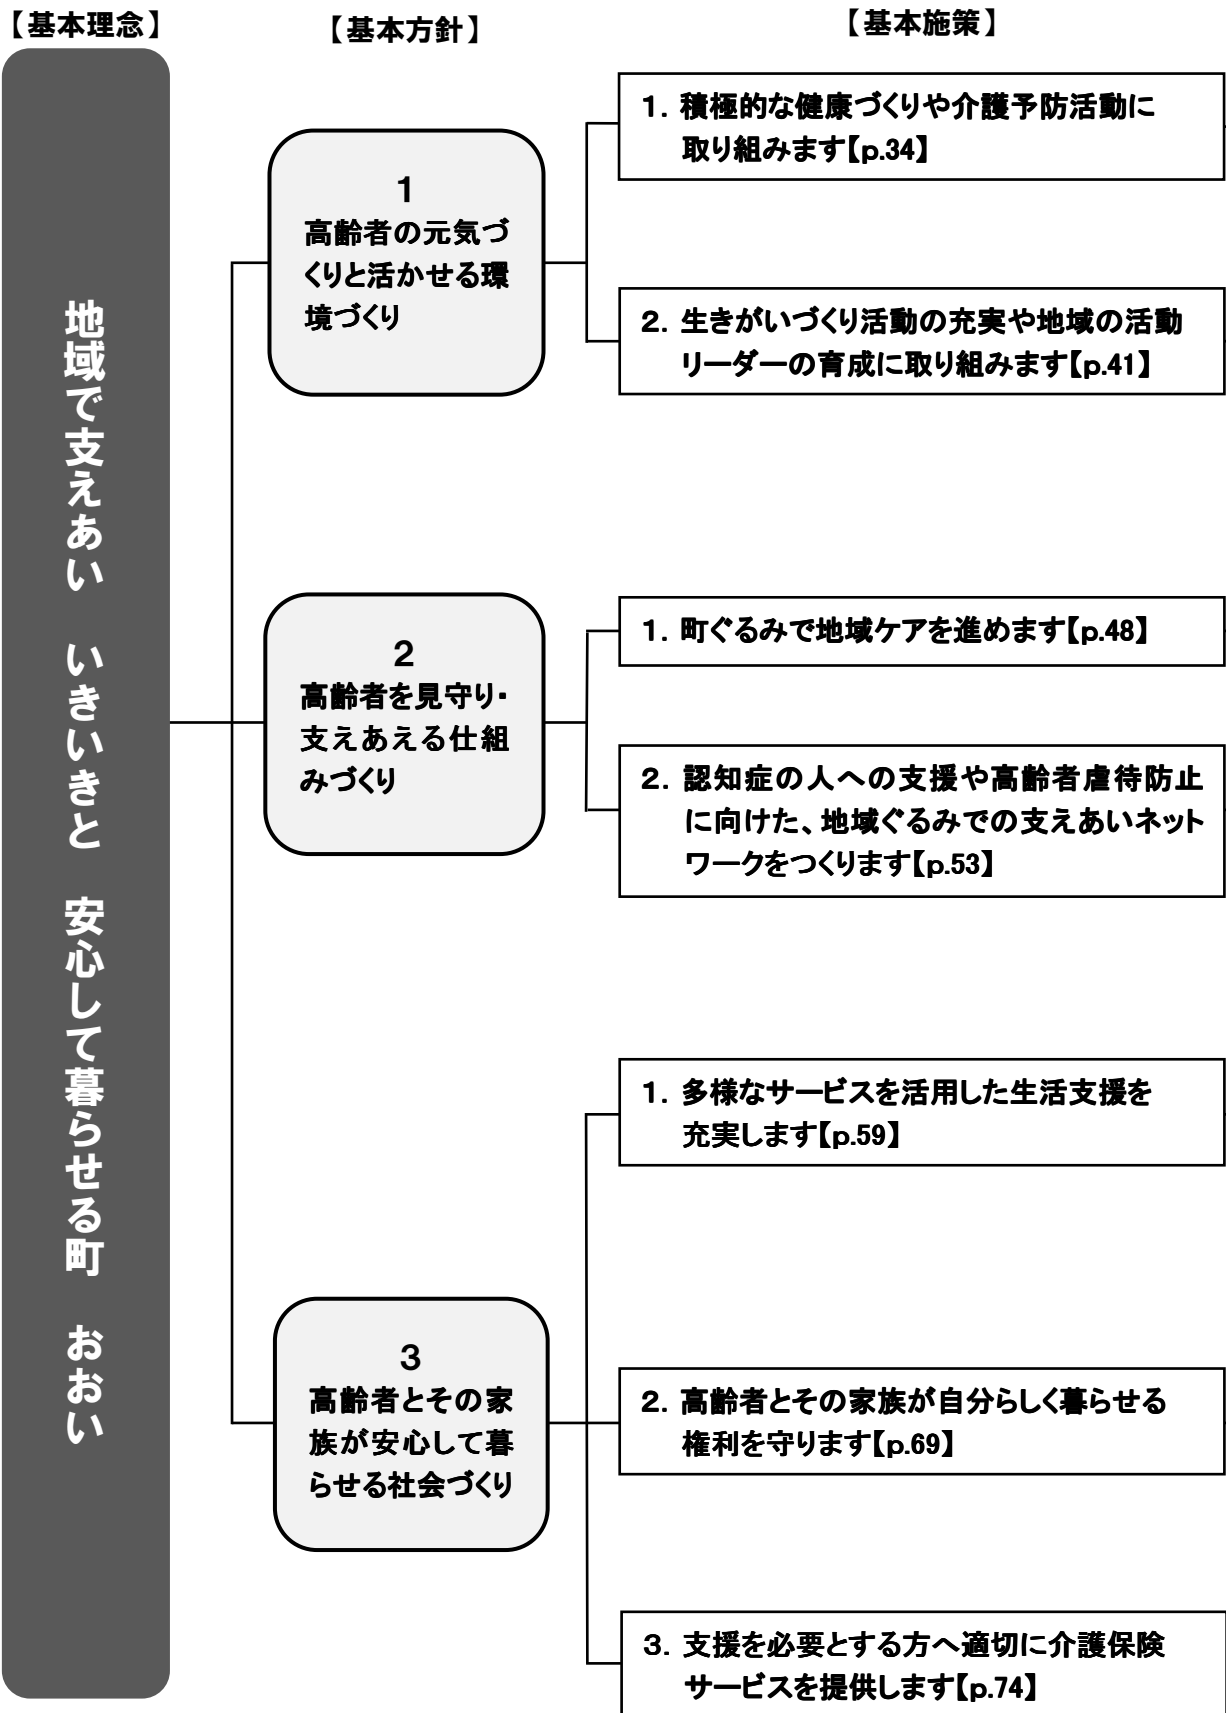 【基本理念】
【基本方針】
【基本施策】
地域で支えあい　いきいきと　安心して暮らせる町　おおい
1
高齢者の元気づ
くりと活かせる環
境づくり
1．積極的な健康づくりや介護予防活動に
取り組みます【p.34】
2．生きがいづくり活動の充実や地域の活動
リーダーの育成に取り組みます【p.41】
2
高齢者を見守り・
支えあえる仕組
みづくり
1．町ぐるみで地域ケアを進めます【p.48】
2．認知症の人への支援や高齢者虐待防止
に向けた、地域ぐるみでの支えあいネット
ワークをつくります【p.53】
3
高齢者とその家
族が安心して暮
らせる社会づくり
1．多様なサービスを活用した生活支援を
充実します【p.59】
2．高齢者とその家族が自分らしく暮らせる
権利を守ります【p.69】
3．支援を必要とする方へ適切に介護保険
サービスを提供します【p.74】